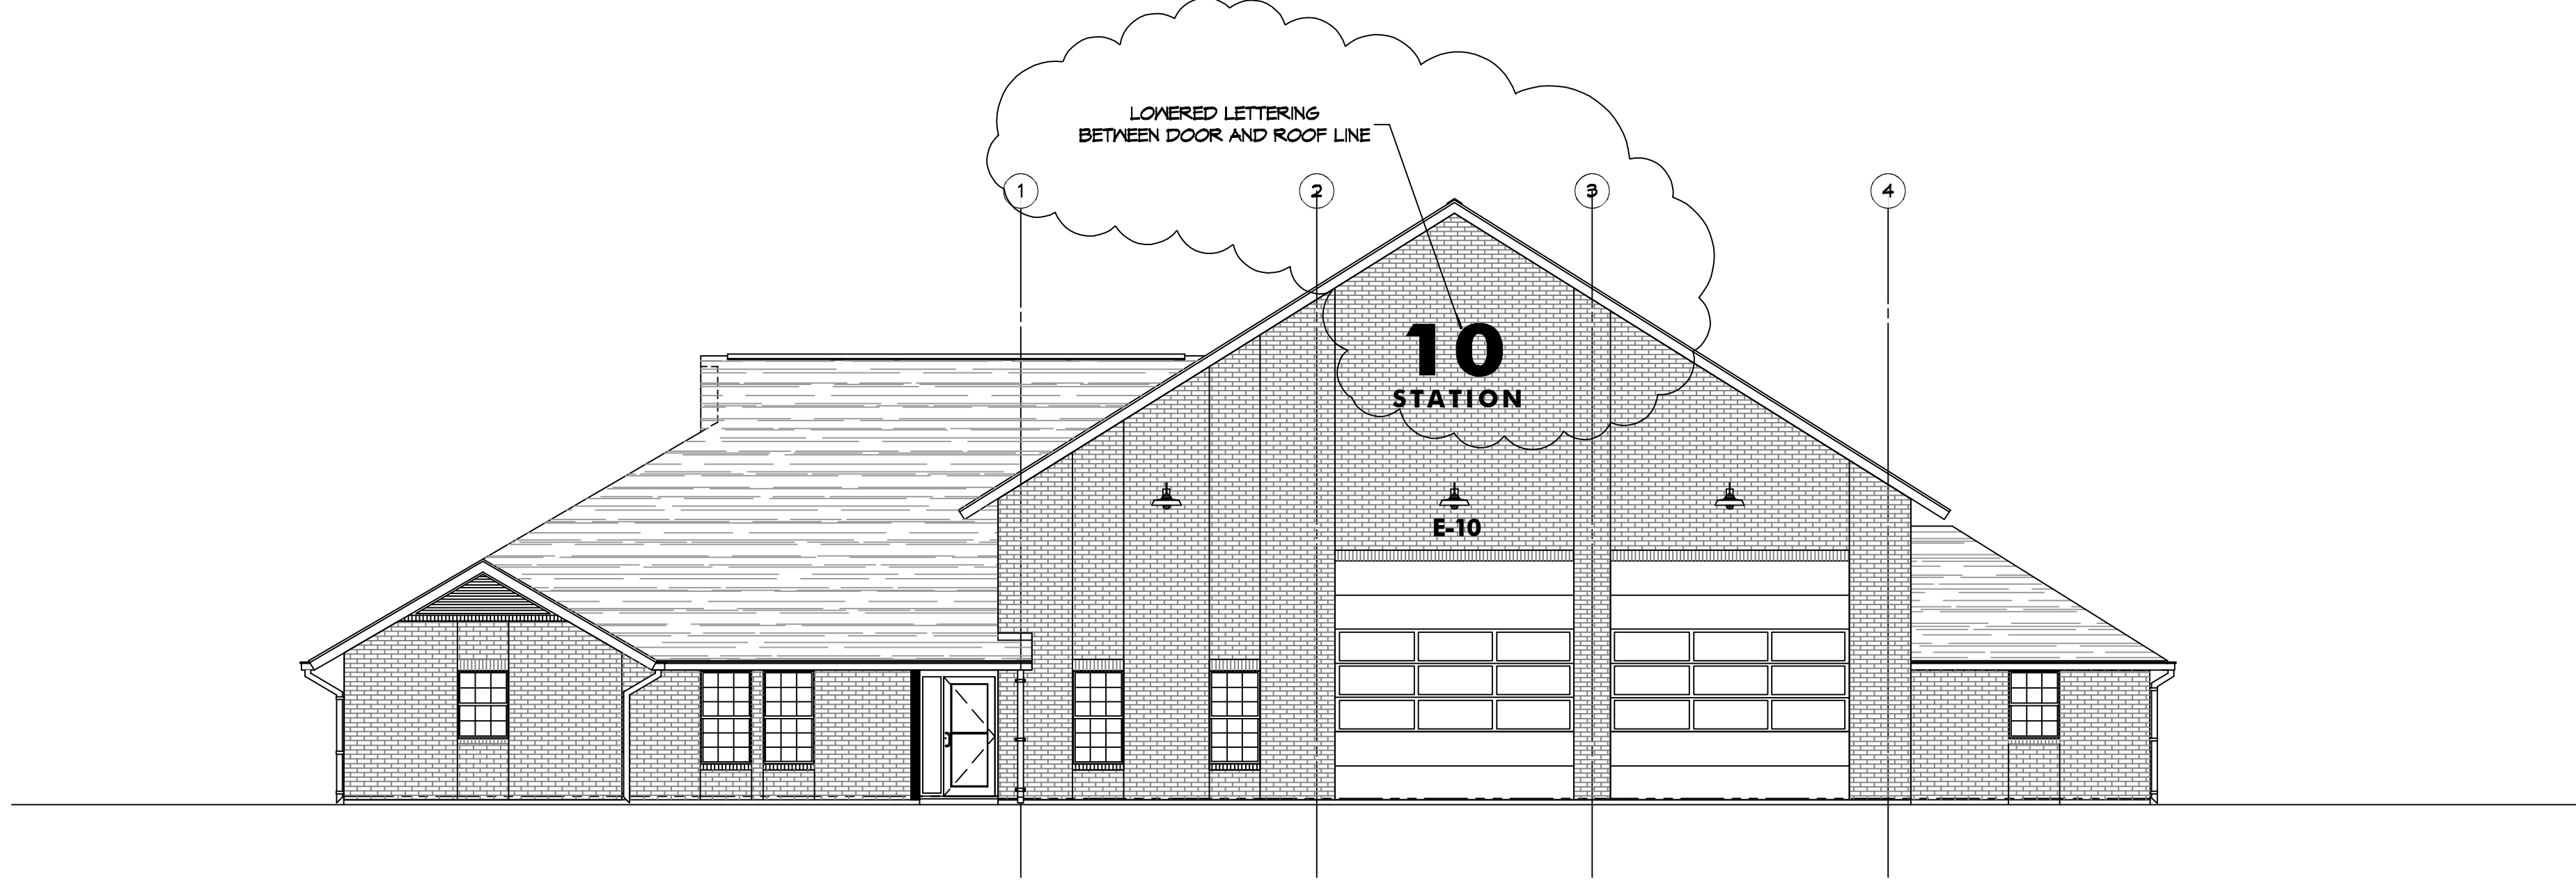 LOWERED LETTERING
BETWEEN DOOR AND ROOF LINE
1
2
3
4
10
STATION
E-10